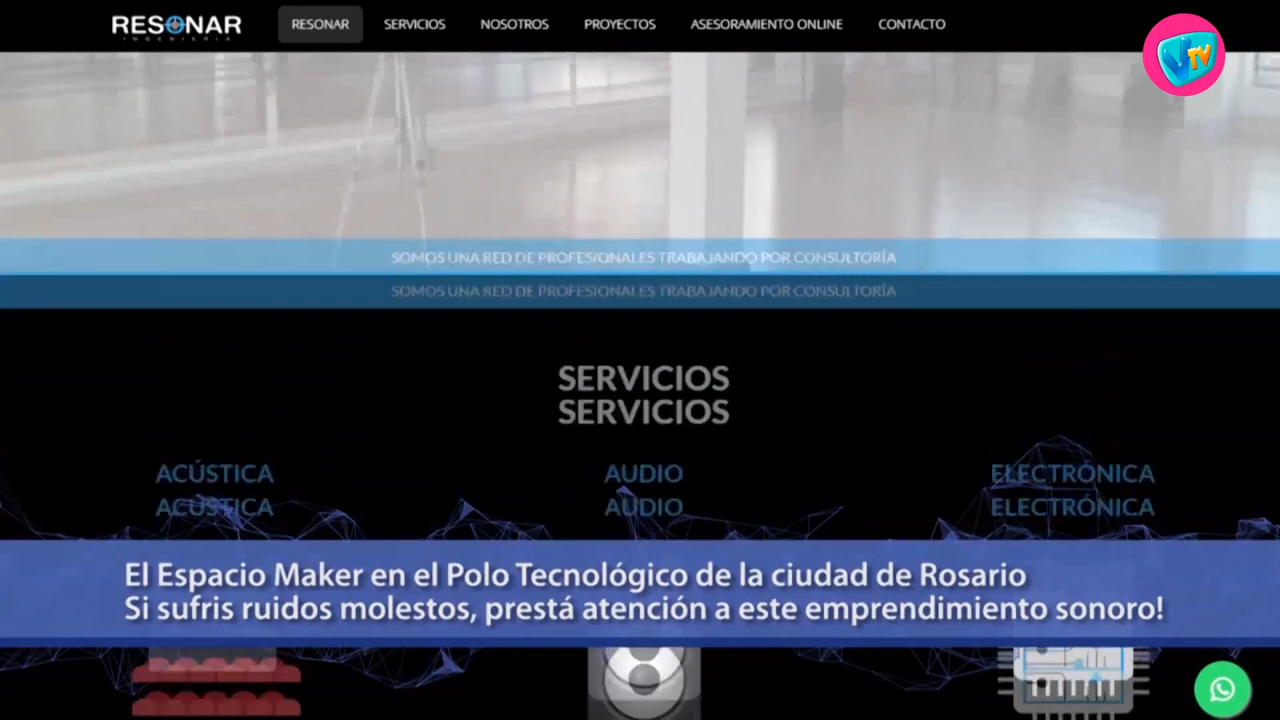 RESONAR
INGENIERIA
RESONAR SERVICIOS NOSOTROS PROYECTOS ASESORAMIENTO ONLINE CONTACTO
VTV
SOMOS UNA RED DE PROFESIONALES TRABAJANDO POR CONSULTORÍA
SOMOS UNA RED DE PROFESIONALES TRABAJANDO POR CONSULTORÍA
SERVICIOS
SERVICIOS
ACÚSTICA AUDIO ELECTRÓNICA
ACÚSTICA AUDIO ELECTRÓNICA
El Espacio Maker en el Polo Tecnológico de la ciudad de Rosario
Si sufris ruidos molestos, prestá atención a este emprendimiento sonoro!